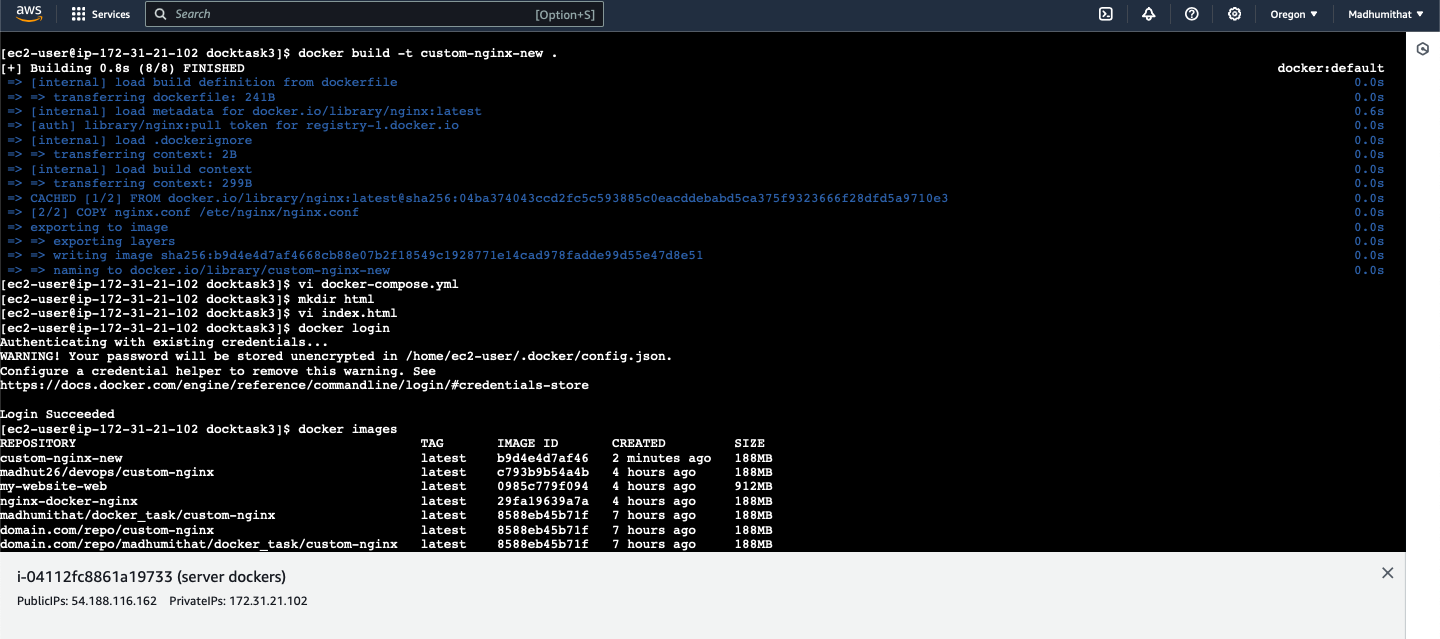 aws Services Search [Option+S] Oregon ▼ Madhumithat ▼
[ec2-user@ip-172-31-21-102 docktask3]$ docker build -t custom-nginx-new .
[+] Building 0.8s (8/8) FINISHED docker:default
=> [internal] load build definition from dockerfile 0.0s
=> => transferring dockerfile: 241B 0.0s
=> [internal] load metadata for docker.io/library/nginx:latest 0.6s
=> [auth] library/nginx:pull token for registry-1.docker.io 0.0s
=> [internal] load .dockerignore 0.0s
=> => transferring context: 2B 0.0s
=> [internal] load build context 0.0s
=> => transferring context: 299B 0.0s
=> CACHED [1/2] FROM docker.io/library/nginx:latest@sha256:04ba374043ccd2fc5c593885c0eacddebabd5ca375f9323666f28dfd5a9710e3 0.0s
=> [2/2] COPY nginx.conf /etc/nginx/nginx.conf 0.0s
=> exporting to image 0.0s
=> => exporting layers 0.0s
=> => writing image sha256:b9d4e4d7af4668cb88e07b2f18549c1928771e14cad978fadde99d55e47d8e51 0.0s
=> => naming to docker.io/library/custom-nginx-new 0.0s
[ec2-user@ip-172-31-21-102 docktask3]$ vi docker-compose.yml
[ec2-user@ip-172-31-21-102 docktask3]$ mkdir html
[ec2-user@ip-172-31-21-102 docktask3]$ vi index.html
[ec2-user@ip-172-31-21-102 docktask3]$ docker login
Authenticating with existing credentials...
WARNING! Your password will be stored unencrypted in /home/ec2-user/.docker/config.json.
Configure a credential helper to remove this warning. See
https://docs.docker.com/engine/reference/commandline/login/#credentials-store
Login Succeeded
[ec2-user@ip-172-31-21-102 docktask3]$ docker images
REPOSITORY TAG IMAGE ID CREATED SIZE
custom-nginx-new latest b9d4e4d7af46 2 minutes ago 188MB
madhut26/devops/custom-nginx latest c793b9b54a4b 4 hours ago 188MB
my-website-web latest 0985c779f094 4 hours ago 912MB
nginx-docker-nginx latest 29fa19639a7a 4 hours ago 188MB
madhumithat/docker_task/custom-nginx latest 8588eb45b71f 7 hours ago 188MB
domain.com/repo/custom-nginx latest 8588eb45b71f 7 hours ago 188MB
domain.com/repo/madhumithat/docker_task/custom-nginx latest 8588eb45b71f 7 hours ago 188MB
i-04112fc8861a19733 (server dockers)
PublicIPs: 54.188.116.162 PrivateIPs: 172.31.21.102